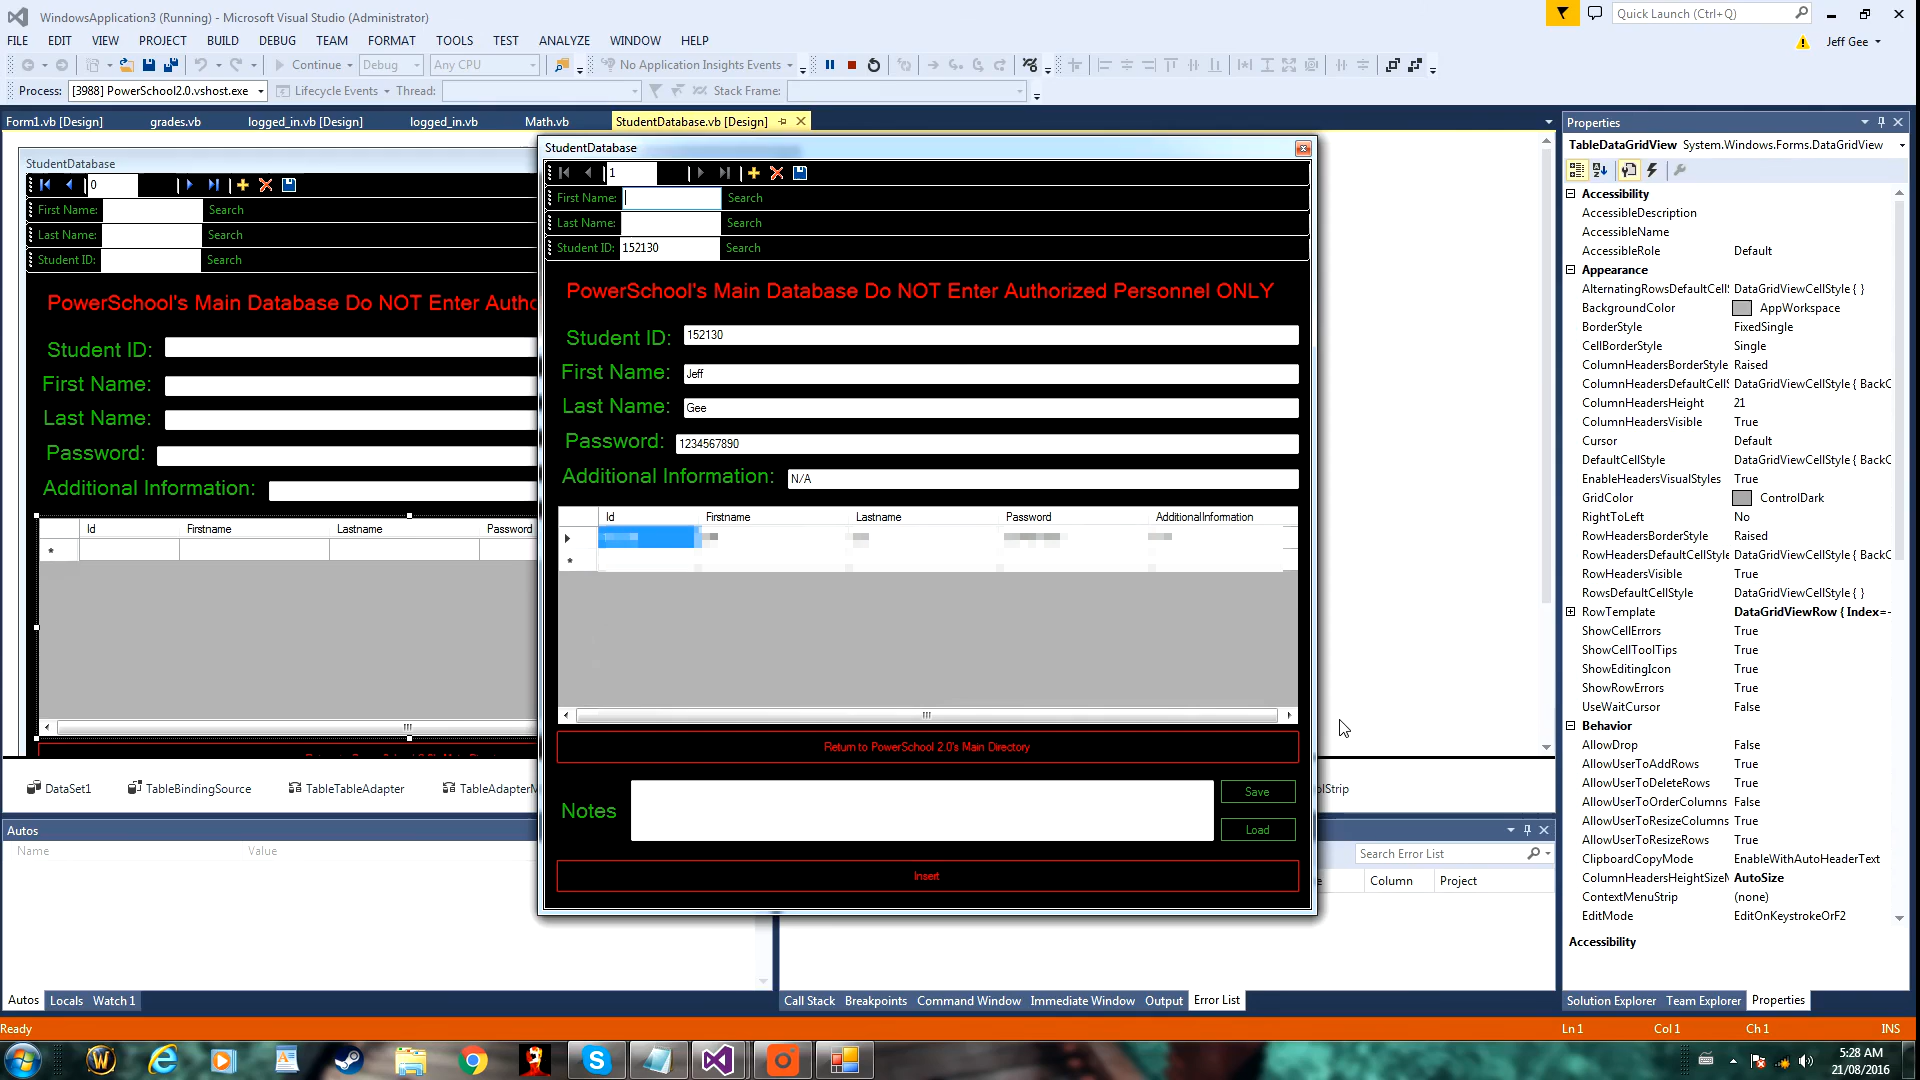 WindowsApplication3 (Running) - Microsoft Visual Studio (Administrator)
Quick Launch (Ctrl+Q)
FILE EDIT VIEW PROJECT BUILD DEBUG TEAM FORMAT TOOLS TEST ANALYZE WINDOW HELP
Jeff Gee
Continue Debug Any CPU No Application Insights Events
Process: [3988] PowerSchool2.0.vshost.exe Lifecycle Events Thread: Stack Frame:
Form1.vb [Design] grades.vb logged_in.vb [Design] logged_in.vb Math.vb StudentDatabase.vb [Design]
StudentDatabase
0
First Name: Search
Last Name: Search
Student ID: Search
PowerSchool's Main Database Do NOT Enter Autho
Student ID:
First Name:
Last Name:
Password:
Additional Information:
Id Firstname Lastname Password
DataSet1 TableBindingSource TableTableAdapter TableAdapterM
StudentDatabase
1
First Name: Search
Last Name: Search
Student ID: 152130 Search
PowerSchool's Main Database Do NOT Enter Authorized Personnel ONLY
Student ID: 152130
First Name: Jeff
Last Name: Gee
Password: 1234567890
Additional Information: N/A
Id Firstname Lastname Password AdditionalInformation
Return to PowerSchool 2.0's Main Directory
Notes
Save
Load
Insert
olStrip
Properties
TableDataGridView System.Windows.Forms.DataGridView
Accessibility
AccessibleDescription
AccessibleName
AccessibleRole Default
Appearance
AlternatingRowsDefaultCellS DataGridViewCellStyle { }
BackgroundColor AppWorkspace
BorderStyle FixedSingle
CellBorderStyle Single
ColumnHeadersBorderStyle Raised
ColumnHeadersDefaultCellS DataGridViewCellStyle { BackC
ColumnHeadersHeight 21
ColumnHeadersVisible True
Cursor Default
DefaultCellStyle DataGridViewCellStyle { BackC
EnableHeadersVisualStyles True
GridColor ControlDark
RightToLeft No
RowHeadersBorderStyle Raised
RowHeadersDefaultCellStyle DataGridViewCellStyle { BackC
RowHeadersVisible True
RowsDefaultCellStyle DataGridViewCellStyle { }
RowTemplate DataGridViewRow { Index=-
ShowCellErrors True
ShowCellToolTips True
ShowEditingIcon True
ShowRowErrors True
UseWaitCursor False
Behavior
AllowDrop False
AllowUserToAddRows True
AllowUserToDeleteRows True
AllowUserToOrderColumns False
AllowUserToResizeColumns True
AllowUserToResizeRows True
ClipboardCopyMode EnableWithAutoHeaderText
ColumnHeadersHeightSizeM AutoSize
ContextMenuStrip (none)
EditMode EditOnKeystrokeOrF2
Accessibility
Autos
Name Value
Search Error List
Column Project
Autos Locals Watch 1
Call Stack Breakpoints Command Window Immediate Window Output Error List
Solution Explorer Team Explorer Properties
Ready Ln 1 Col 1 Ch 1 INS
5:28 AM
21/08/2016